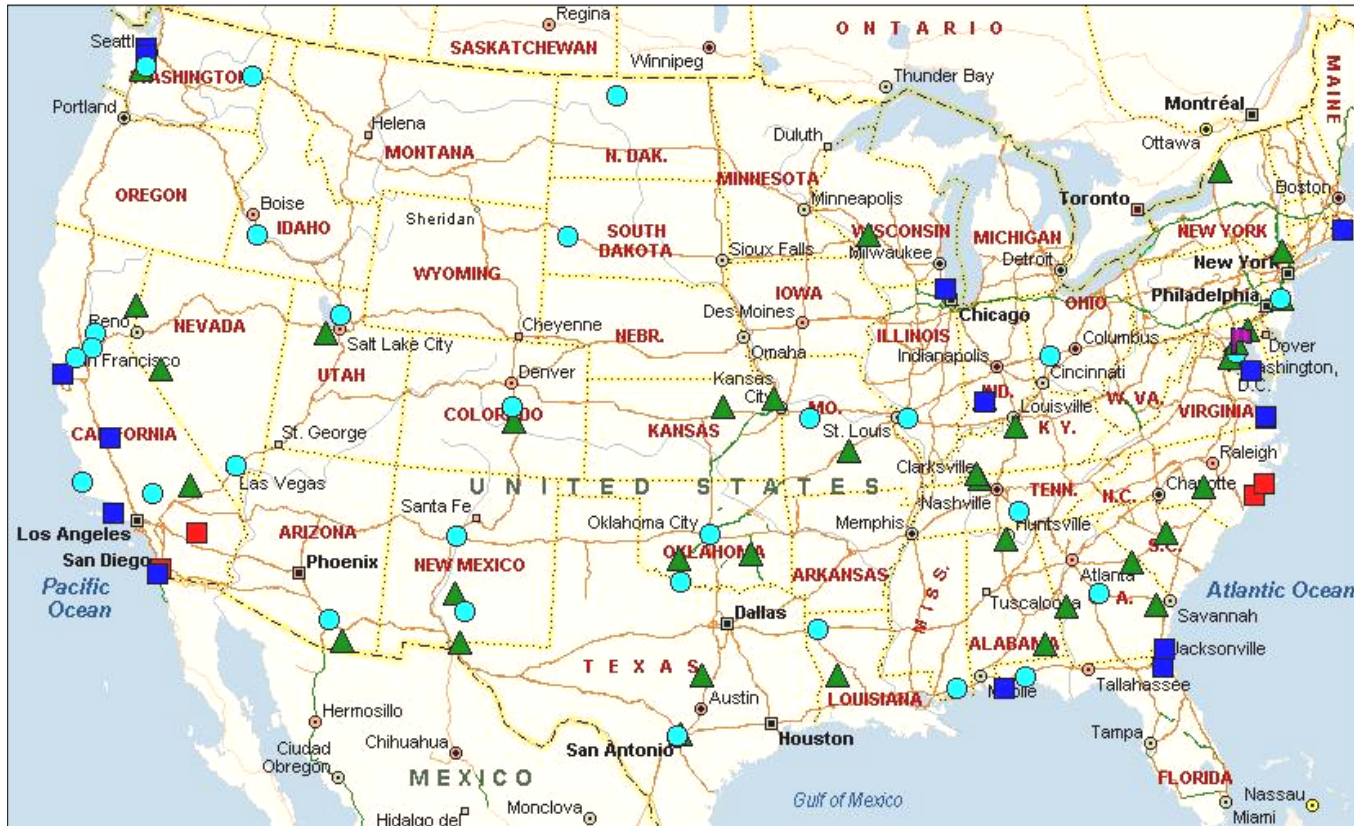 Regina
ONTARIO
SASKATCHEWAN
Winnipeg
Seattl
WASHINGTON
Thunder Bay
MAINE
Portland
Montréal
Helena
Duluth
Ottawa
MONTANA
N. DAK.
MINNESOTA
OREGON
Boise
Sheridan
Minneapolis
Toronto
Boston
IDAHO
SOUTH
DAKOTA
WISCONSIN
MICHIGAN
NEW YORK
Sioux Falls
Milwaukee
Detroit
New York
WYOMING
IOWA
OHIO
Philadelphia
Reno
NEVADA
Cheyenne
NEBR.
Des Moines
Chicago
Salt Lake City
Omaha
ILLINOIS
Columbus
Dover
n Francisco
UTAH
Denver
Kansas
City
Indianapolis
Cincinnati
Washington,
D.C.
COLORADO
MO.
IND.
Louisville
W. VA.
VIRGINIA
CALIFORNIA
St. George
KANSAS
St. Louis
K Y.
Raleigh
Las Vegas
UNITED STATES
Clarksville
Nashville
TENN.
N.C.
Charlotte
Santa Fe
Los Angeles
ARIZONA
Oklahoma City
Memphis
Huntsville
San Diego
Phoenix
NEW MEXICO
OKLAHOMA
ARKANSAS
MISS.
Atlanta
S.C.
Pacific
Ocean
Dallas
Tuscaloosa
A.
Savannah
Atlantic Ocean
TEXAS
ALABAMA
Jacksonville
LOUISIANA
Tallahassee
Austin
Hermosillo
Chihuahua
San Antonio
Houston
Tampa
Ciudad
Obregon
MEXICO
FLORIDA
Gulf of Mexico
Nassau
Hidalgo del
Monclova
Miami